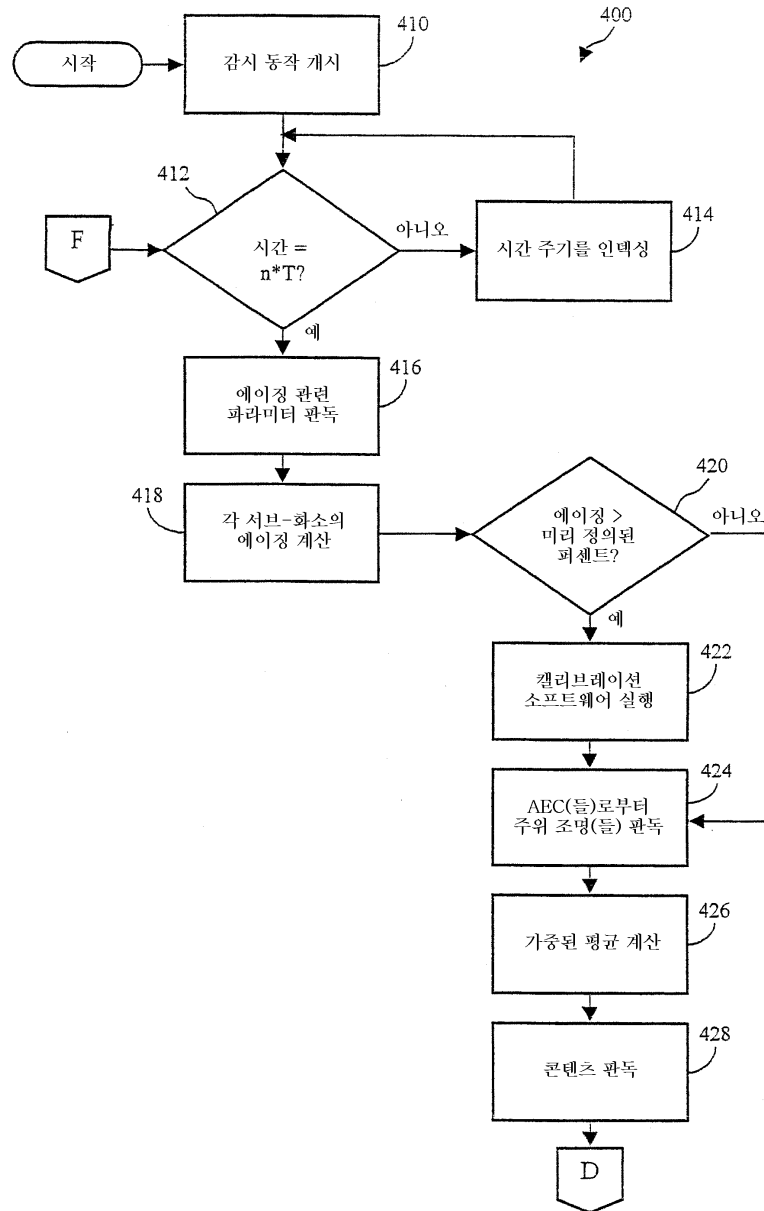 400
410
시작
감시 동작 개시
412
F
시간 =
n*T?
아니오
414
시간 주기를 인덱싱
예
416
에이징 관련
파라미터 판독
418
각 서브-화소의
에이징 계산
420
에이징 >
미리 정의된
퍼센트?
아니오
예
422
캘리브레이션
소프트웨어 실행
424
AEC(들)로부터
주위 조명(들) 판독
426
가중된 평균 계산
428
콘텐츠 판독
D